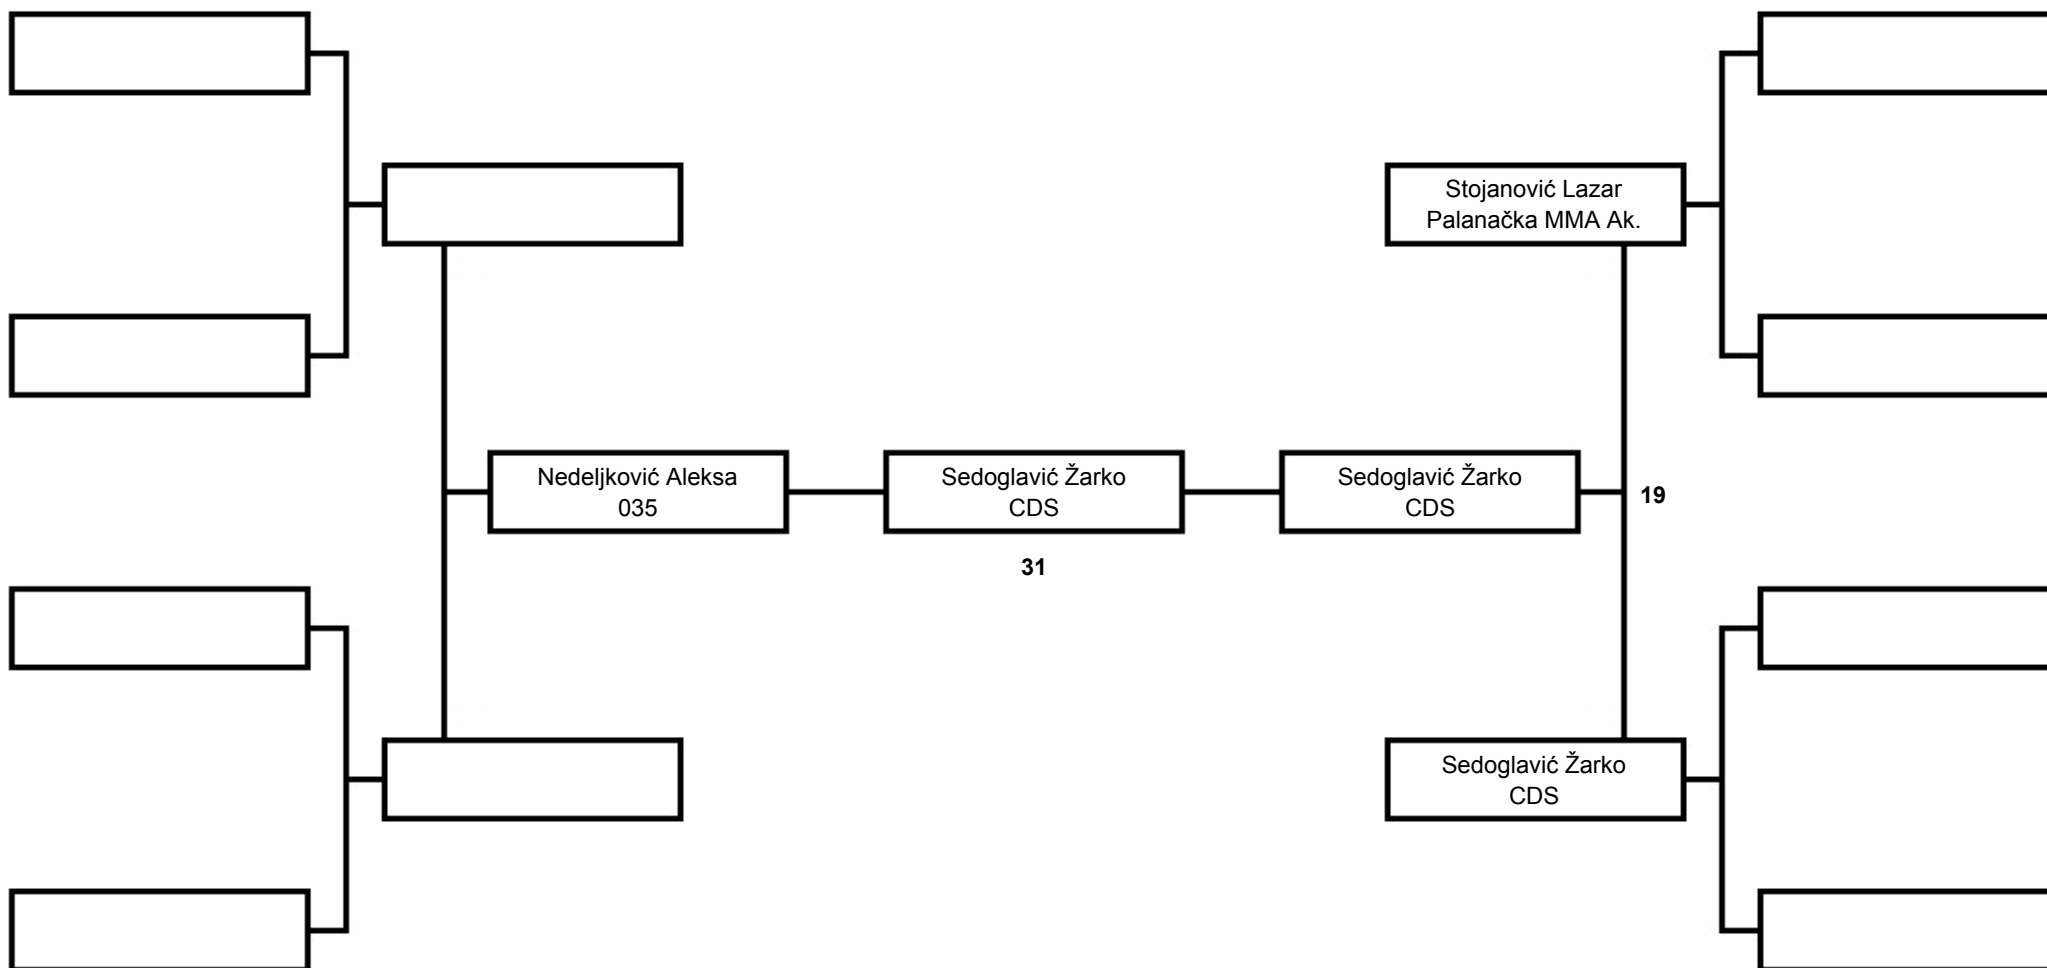 Stojanović Lazar
Palanačka MMA Ak.
Nedeljković Aleksa
035
Sedoglavić Žarko
CDS
31
Sedoglavić Žarko
CDS
19
Sedoglavić Žarko
CDS